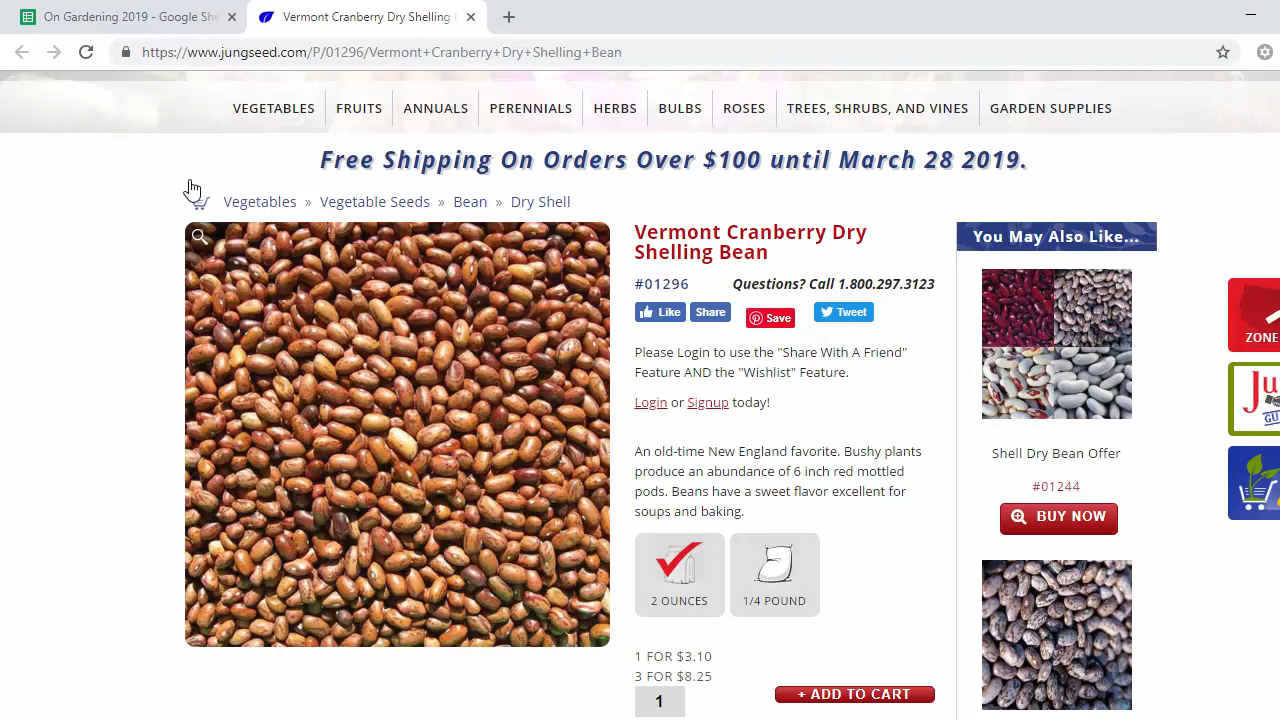 On Gardening 2019 - Google She
Vermont Cranberry Dry Shelling
https://www.jungseed.com/P/01296/Vermont+Cranberry+Dry+Shelling+Bean
VEGETABLES FRUITS ANNUALS PERENNIALS HERBS BULBS ROSES TREES, SHRUBS, AND VINES GARDEN SUPPLIES
Free Shipping On Orders Over $100 until March 28 2019.
Vegetables » Vegetable Seeds » Bean » Dry Shell
Vermont Cranberry Dry
Shelling Bean
#01296 Questions? Call 1.800.297.3123
Like Share Save Tweet
Please Login to use the "Share With A Friend"
Feature AND the "Wishlist" Feature.
Login or Signup today!
An old-time New England favorite. Bushy plants
produce an abundance of 6 inch red mottled
pods. Beans have a sweet flavor excellent for
soups and baking.
2 OUNCES 1/4 POUND
1 FOR $3.10
3 FOR $8.25
1 + ADD TO CART
You May Also Like...
Shell Dry Bean Offer
#01244
BUY NOW
ZONE